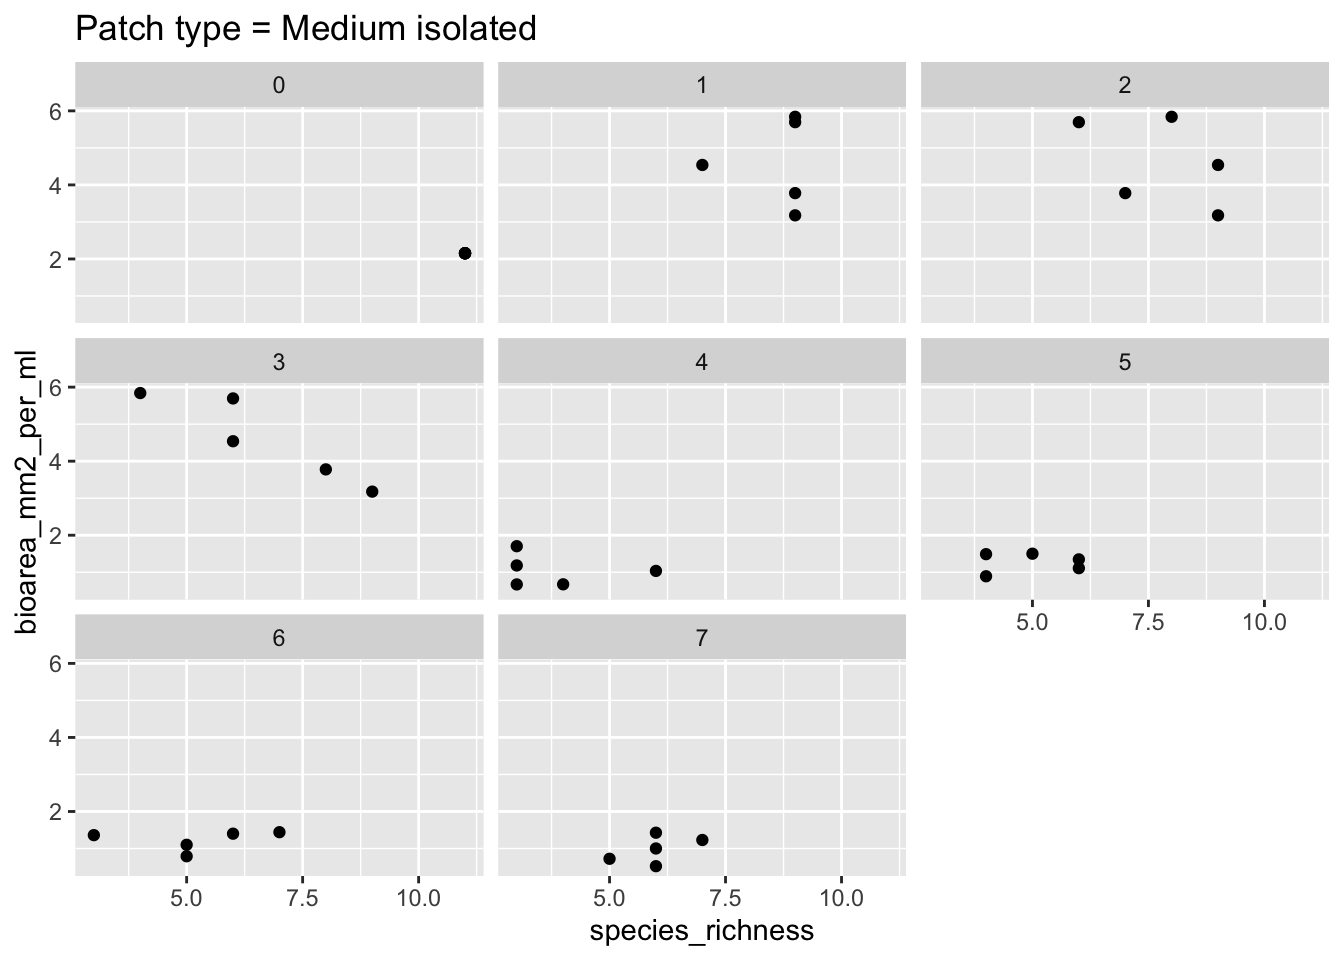 Patch type = Medium isolated
0 1 2
6
4
2
3 4 5
6
4
2
5.0 7.5 10.0
6 7
6
4
2
5.0 7.5 10.0 5.0 7.5 10.0
species_richness
bioarea_mm2_per_ml